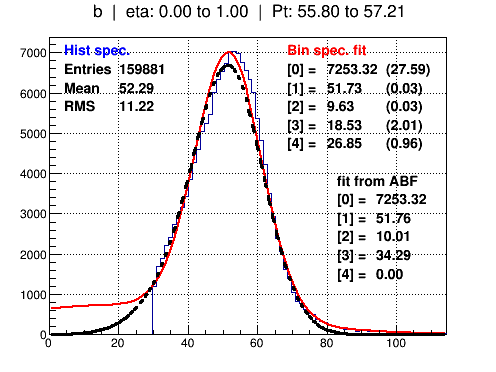 b | eta: 0.00 to 1.00 | Pt: 55.80 to 57.21
Hist spec.
Entries 159881
Mean 52.29
RMS 11.22
Bin spec. fit
[0] = 7253.32 (27.59)
[1] = 51.73 (0.03)
[2] = 9.63 (0.03)
[3] = 18.53 (2.01)
[4] = 26.85 (0.96)
fit from ABF
[0] = 7253.32
[1] = 51.76
[2] = 10.01
[3] = 34.29
[4] = 0.00
7000
6000
5000
4000
3000
2000
1000
0
0 20 40 60 80 100